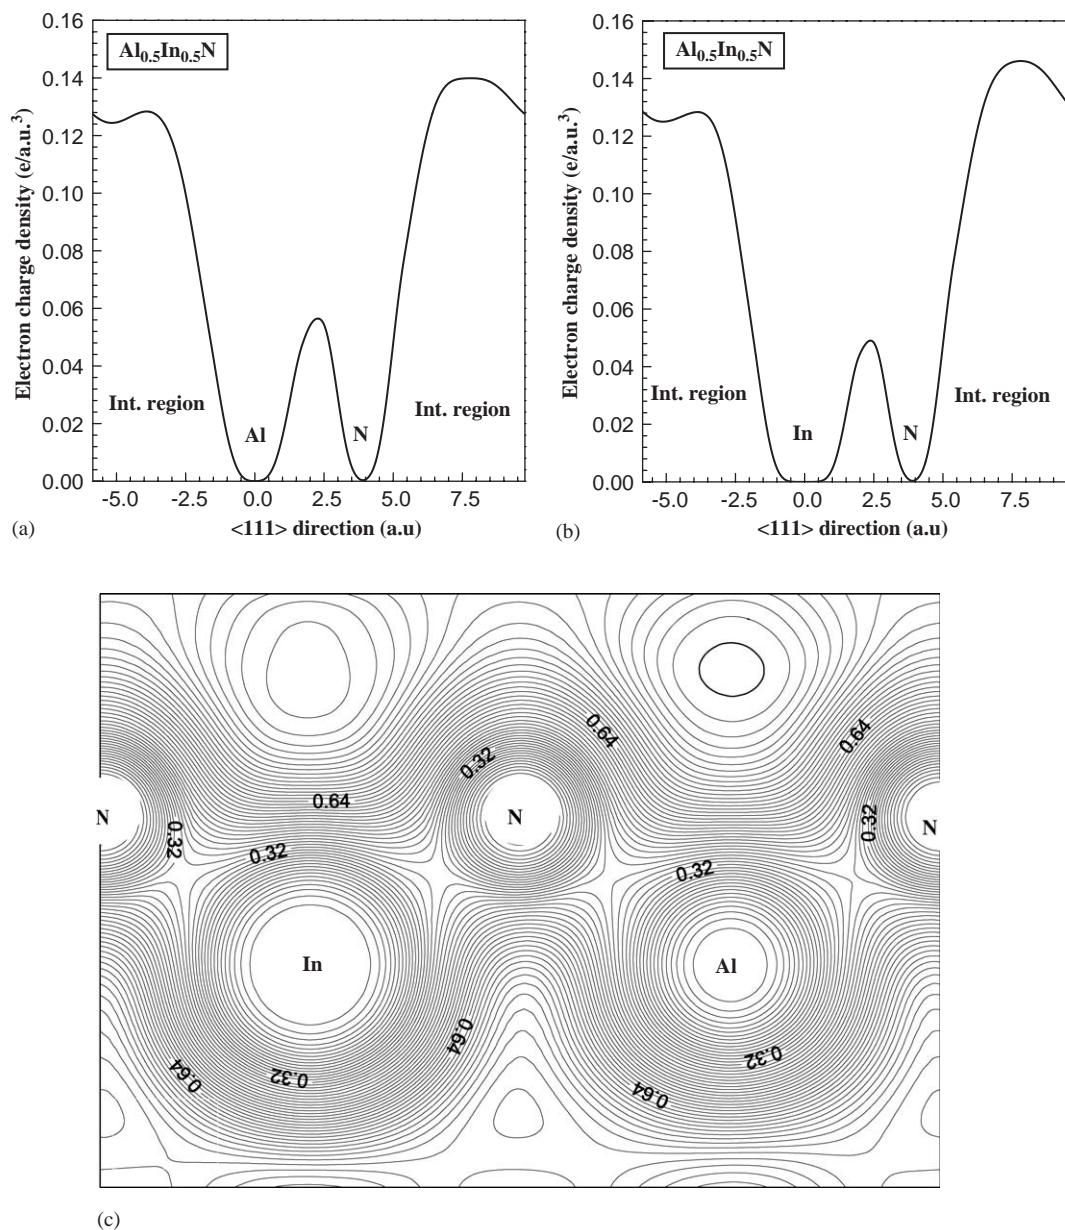 Al0.5In0.5N
Electron charge density (e/a.u.3)
0.16
0.14
0.12
0.10
0.08
0.06
0.04
0.02
0.00
Int. region
Al
N
Int. region
-5.0
-2.5
0.0
2.5
5.0
7.5
<111> direction (a.u)
(a)
Al0.5In0.5N
Electron charge density (e/a.u.3)
0.16
0.14
0.12
0.10
0.08
0.06
0.04
0.02
0.00
Int. region
In
N
Int. region
-5.0
-2.5
0.0
2.5
5.0
7.5
<111> direction (a.u)
(b)
0.64
0.64
0.32
0.64
N
N
N
0.32
0.32
0.32
0.32
In
Al
0.64
0.32
0.64
0.32
0.64
(c)